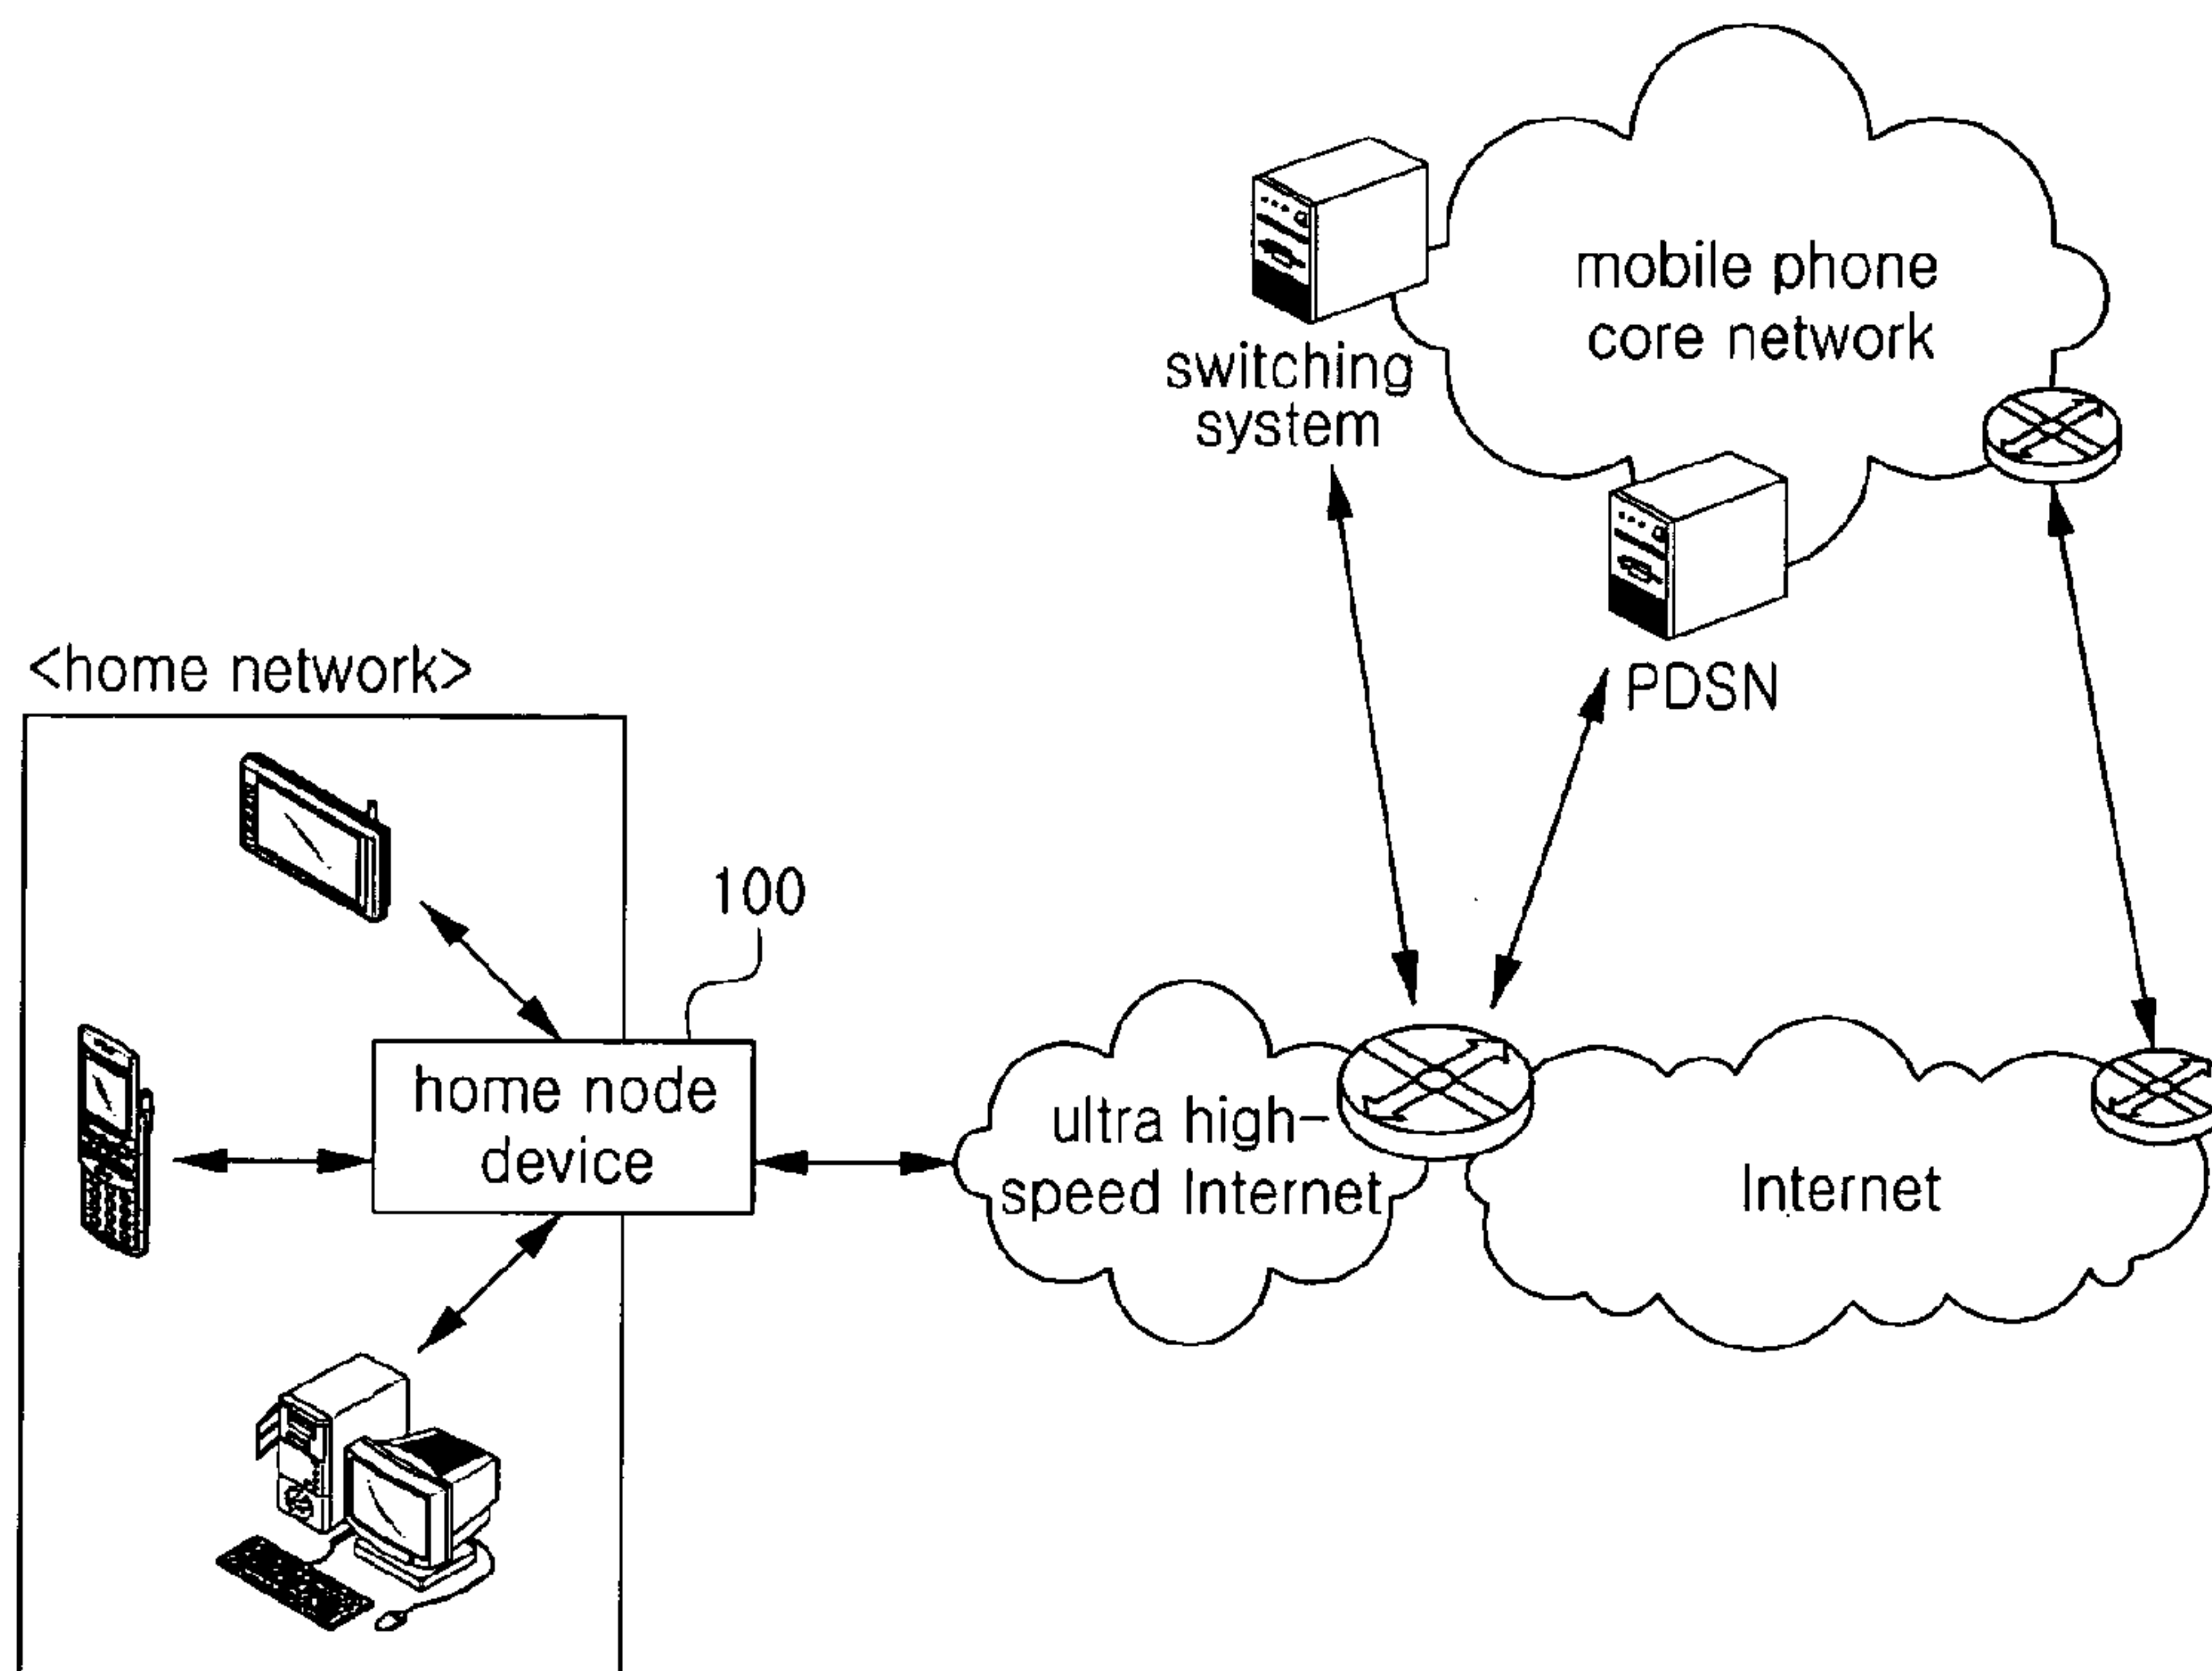 mobile phone
core network
switching
system
PDSN
<home network>
100
home node
device
ultra high-
speed Internet
Internet